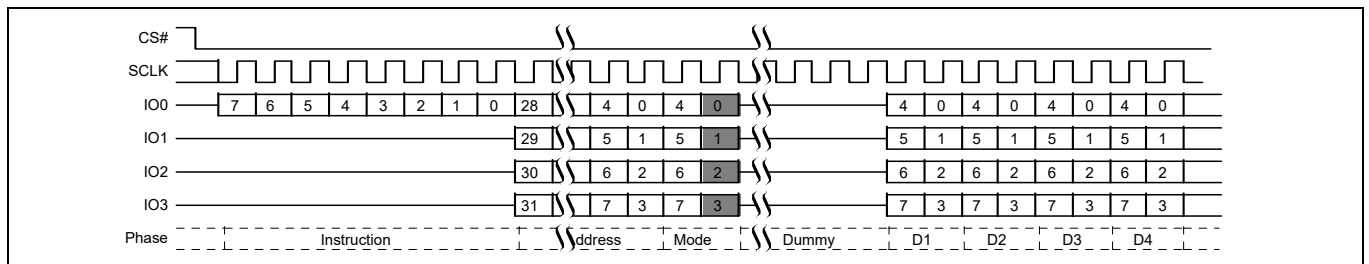 CS#
SCLK
IO0 7 6 5 4 3 2 1 0 28 4 0 4 0 4 0 4 0 4 0 4 0
IO1 29 5 1 5 1 5 1 5 1 5 1 5 1
IO2 30 6 2 6 2 6 2 6 2 6 2 6 2
IO3 31 7 3 7 3 7 3 7 3 7 3 7 3
Phase Instruction Address Mode Dummy D1 D2 D3 D4